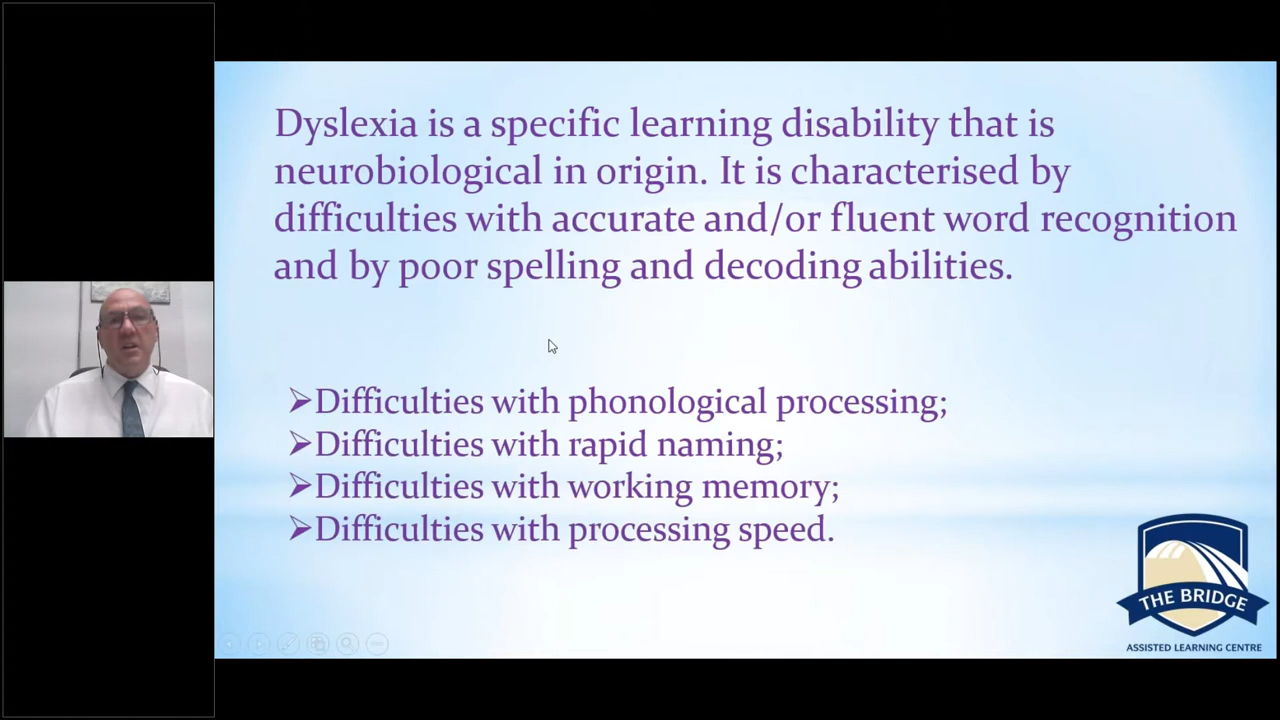 Dyslexia is a specific learning disability that is
neurobiological in origin. It is characterised by
difficulties with accurate and/or fluent word recognition
and by poor spelling and decoding abilities.
➢Difficulties with phonological processing;
➢Difficulties with rapid naming;
➢Difficulties with working memory;
➢Difficulties with processing speed.
THE BRIDGE
ASSISTED LEARNING CENTRE